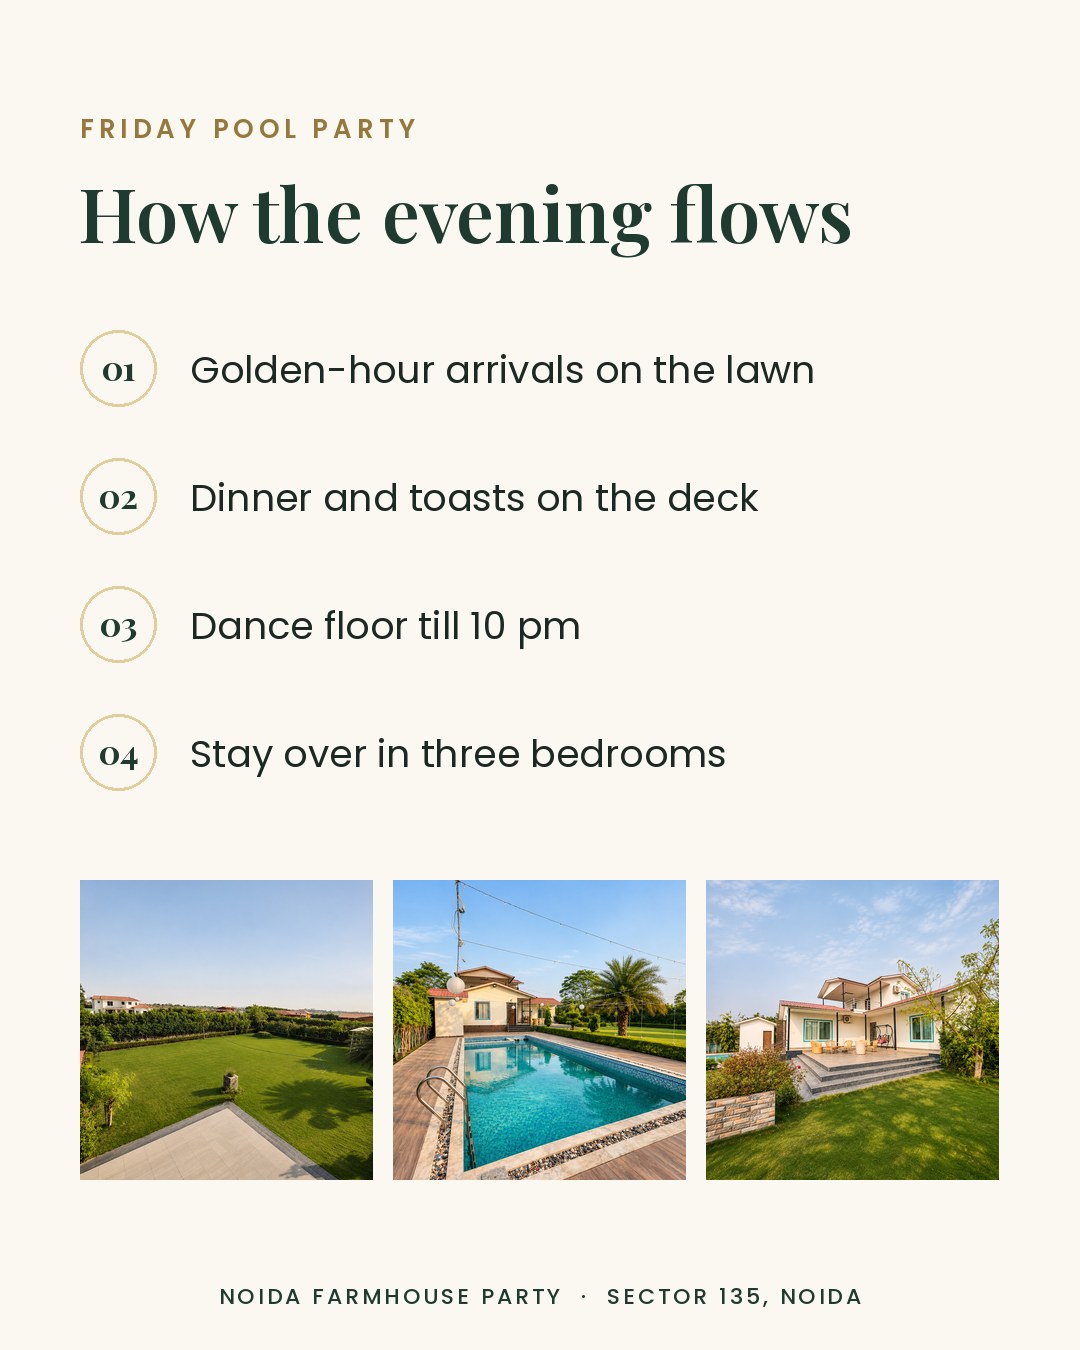 FRIDAY POOL PARTY
How the evening flows
01 Golden-hour arrivals on the lawn
02 Dinner and toasts on the deck
03 Dance floor till 10 pm
04 Stay over in three bedrooms
NOIDA FARMHOUSE PARTY · SECTOR 135, NOIDA